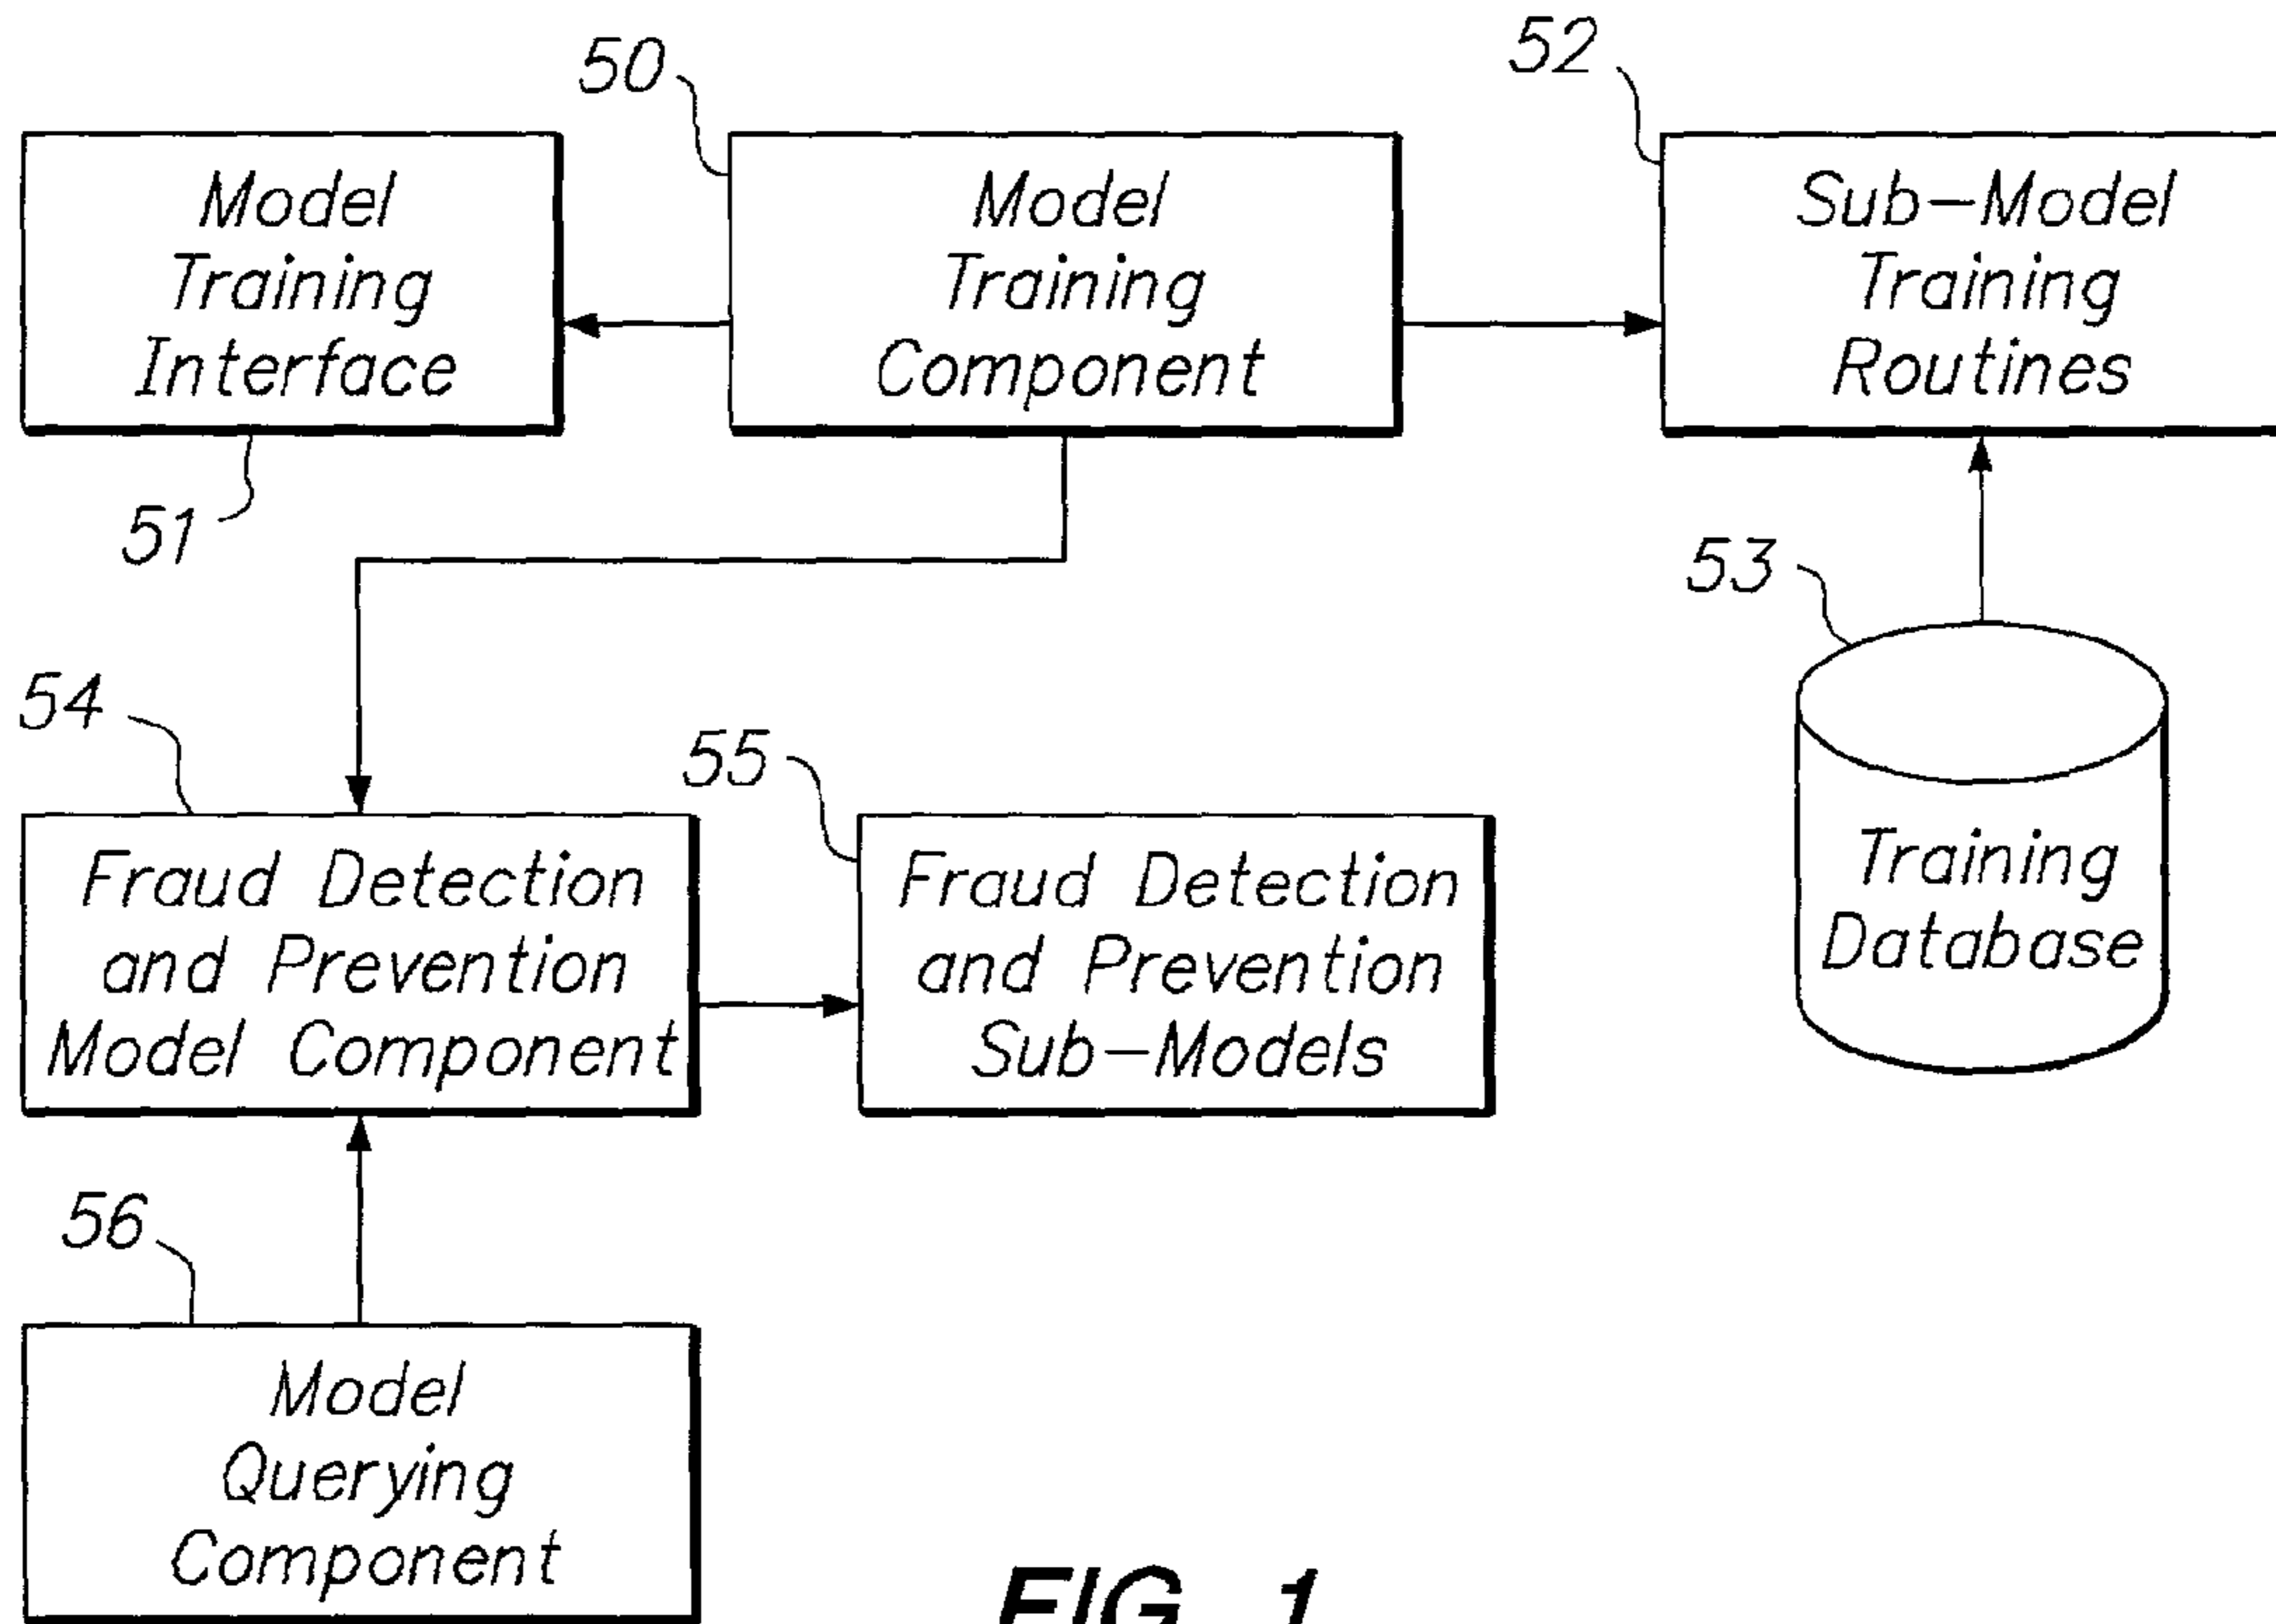 50
52
Model
Training
Interface
Model
Training
Component
Sub-Model
Training
Routines
51
53
54
55
Fraud Detection
and Prevention
Model Component
Fraud Detection
and Prevention
Sub-Models
Training
Database
56
Model
Querying
Component
FIG. 1